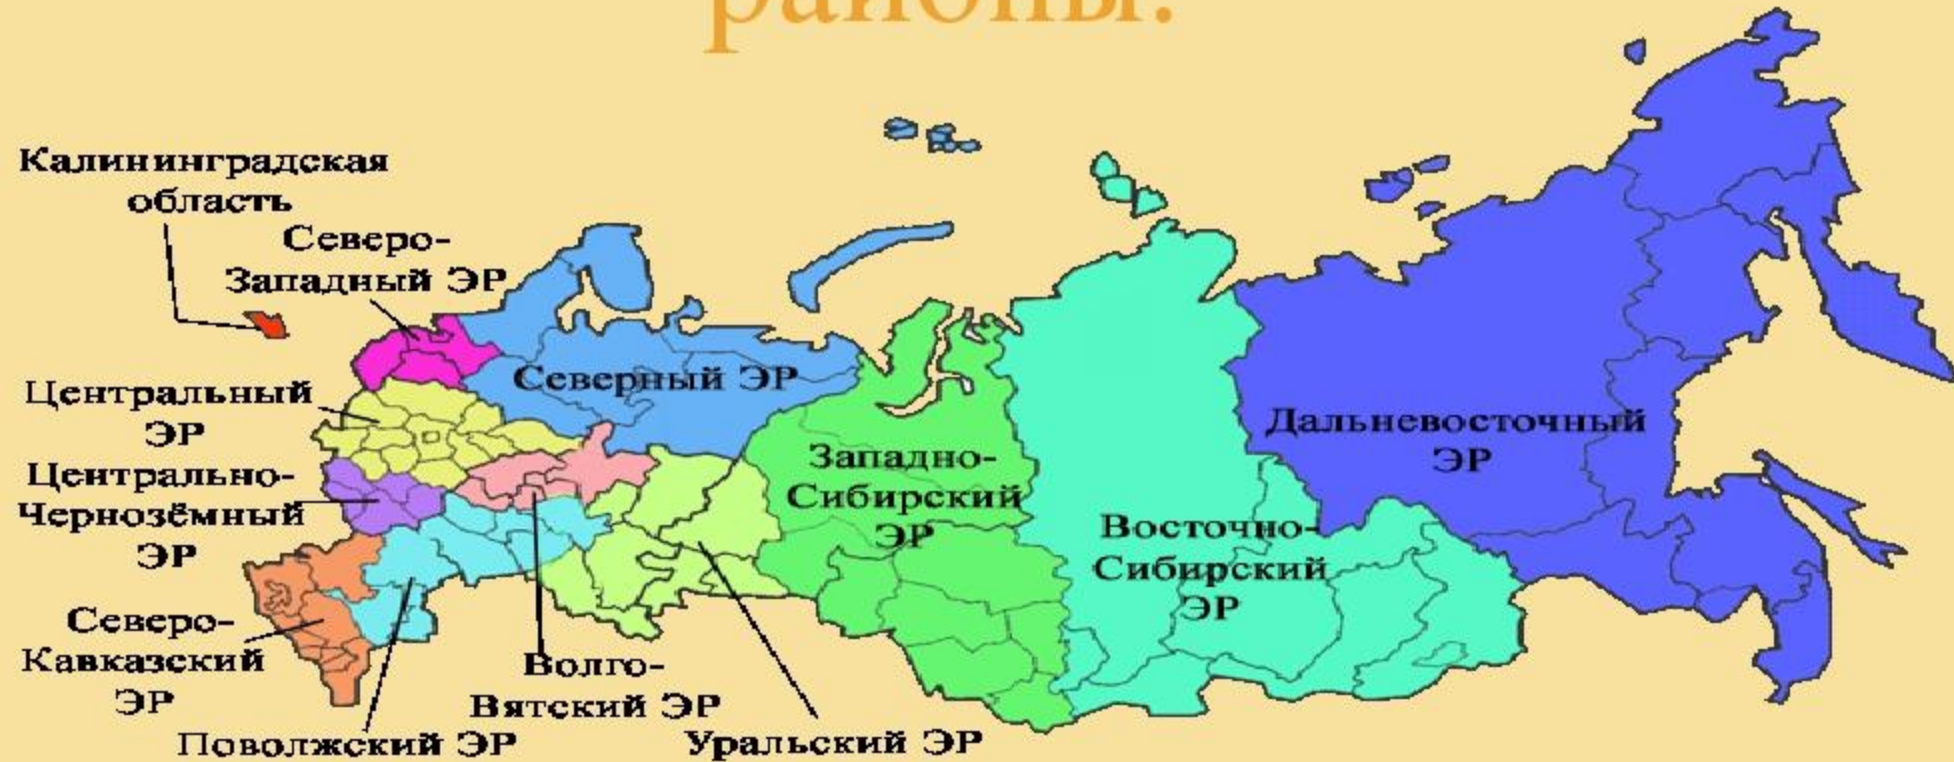 районы.
Калининградская
область
Северо-
Западный ЭР
Центральный
ЭР
Центрально-
Чернозёмный
ЭР
Северо-
Кавказский
ЭР
Поволжский ЭР
Волго-
Вятский ЭР
Уральский ЭР
Северный ЭР
Западно-
Сибирский
ЭР
Восточно-
Сибирский
ЭР
Дальневосточный
ЭР